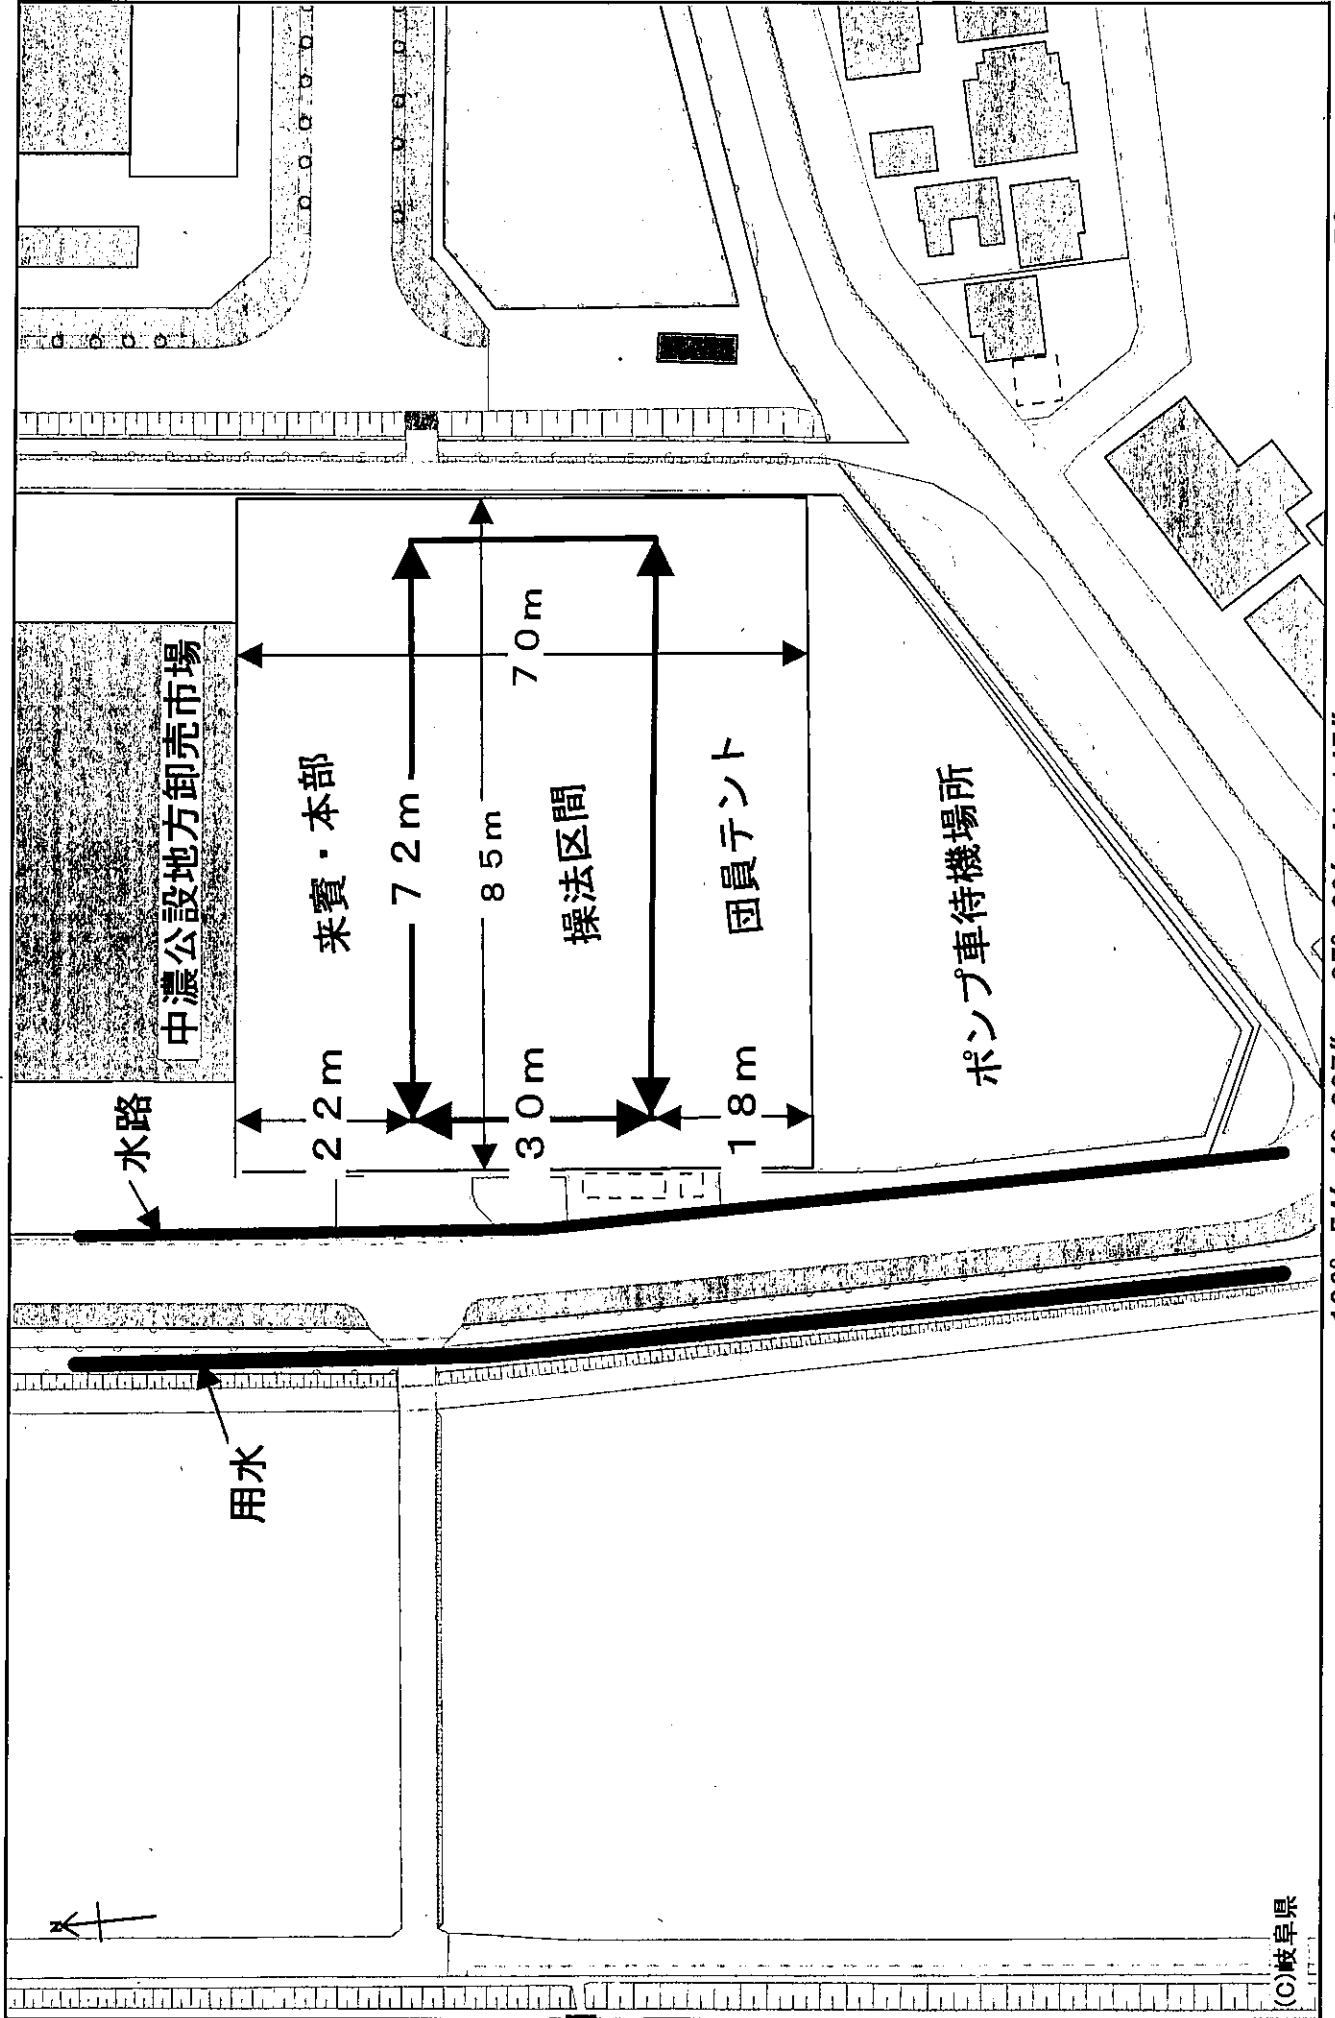 中濃公設地方卸売市場
水路
用水
来賓・本部
２２ｍ
７２ｍ
８５ｍ
７０ｍ
操法区間
３０ｍ
団員テント
１８ｍ
ポンプ車待機場所
N
(C)岐阜県